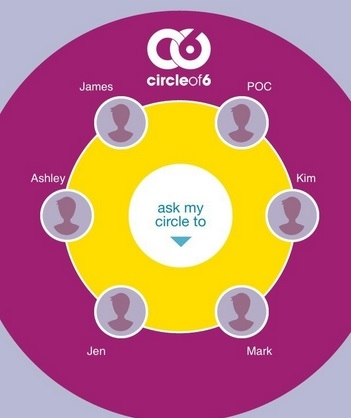 circleof6
James
POC
Ashley
Kim
ask my
circle to
Jen
Mark